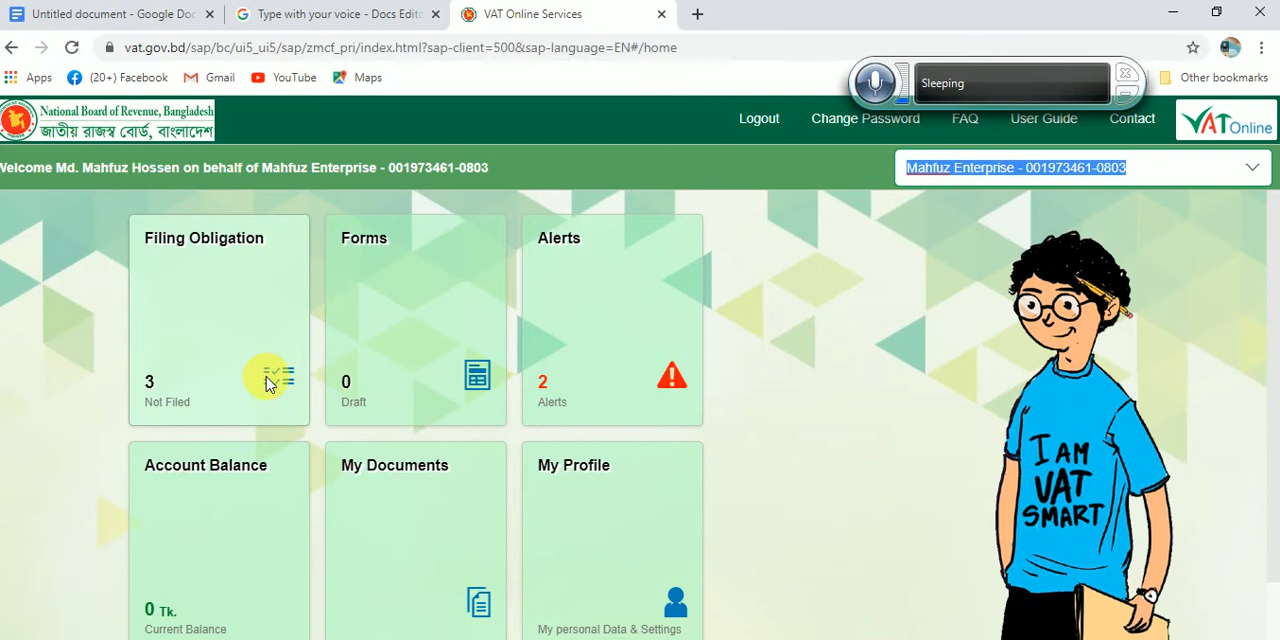 Untitled document - Google Doc
Type with your voice - Docs Edit
VAT Online Services
vat.gov.bd/sap/bc/ui5_ui5/sap/zmcf_pri/index.html?sap-client=500&sap-language=EN#/home
Apps
(20+) Facebook
Gmail
YouTube
Maps
Sleeping
Other bookmarks
National Board of Revenue, Bangladesh
জাতীয় রাজস্ব বোর্ড, বাংলাদেশ
Logout
Change Password
FAQ
User Guide
Contact
VAT Online
Welcome Md. Mahfuz Hossen on behalf of Mahfuz Enterprise - 001973461-0803
Mahfuz Enterprise - 001973461-0803
Filing Obligation
Forms
Alerts
3
0
2
Not Filed
Draft
Alerts
Account Balance
My Documents
My Profile
I AM
VAT
SMART
0 Tk.
Current Balance
My personal Data & Settings